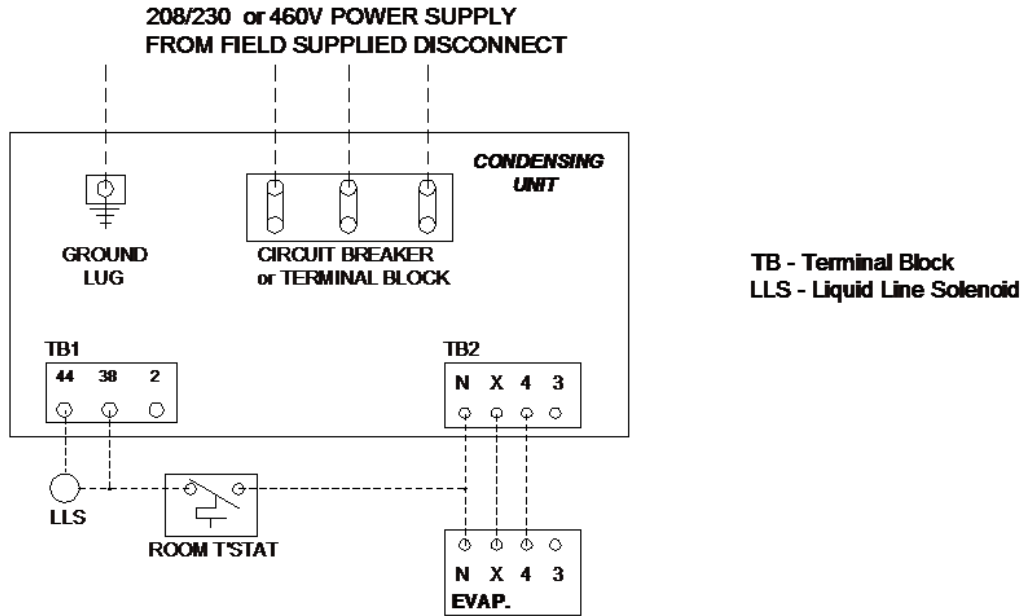 208/230 or 460V POWER SUPPLY
FROM FIELD SUPPLIED DISCONNECT
CONDENSING
UNIT
GROUND
LUG
CIRCUIT BREAKER
or TERMINAL BLOCK
TB - Terminal Block
LLS - Liquid Line Solenoid
TB1
44 38 2
TB2
N X 4 3
LLS
ROOM T'STAT
N X 4 3
EVAP.